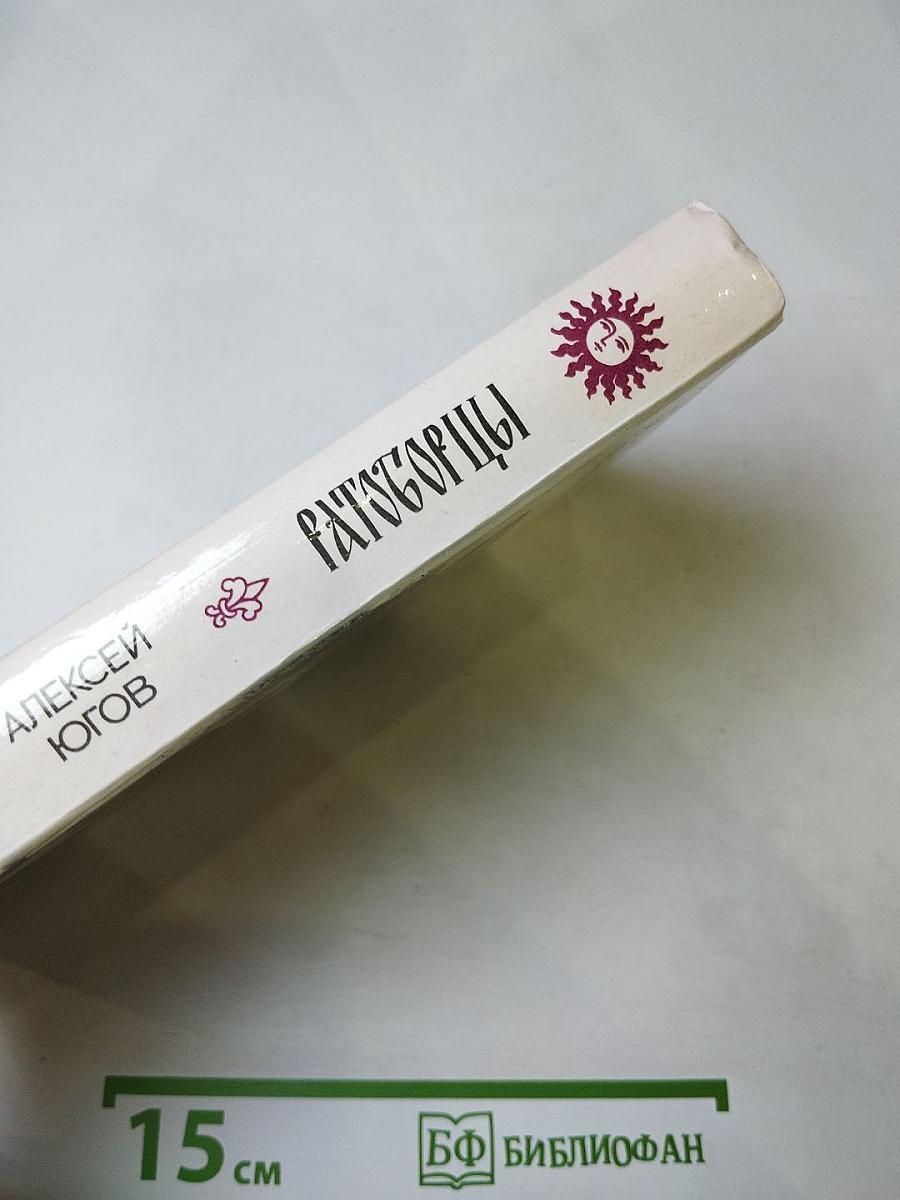 АЛЕКСЕЙ
ЮГОВ
РАТОБОРЦЫ
15 см
БФ БИБЛИОФАН